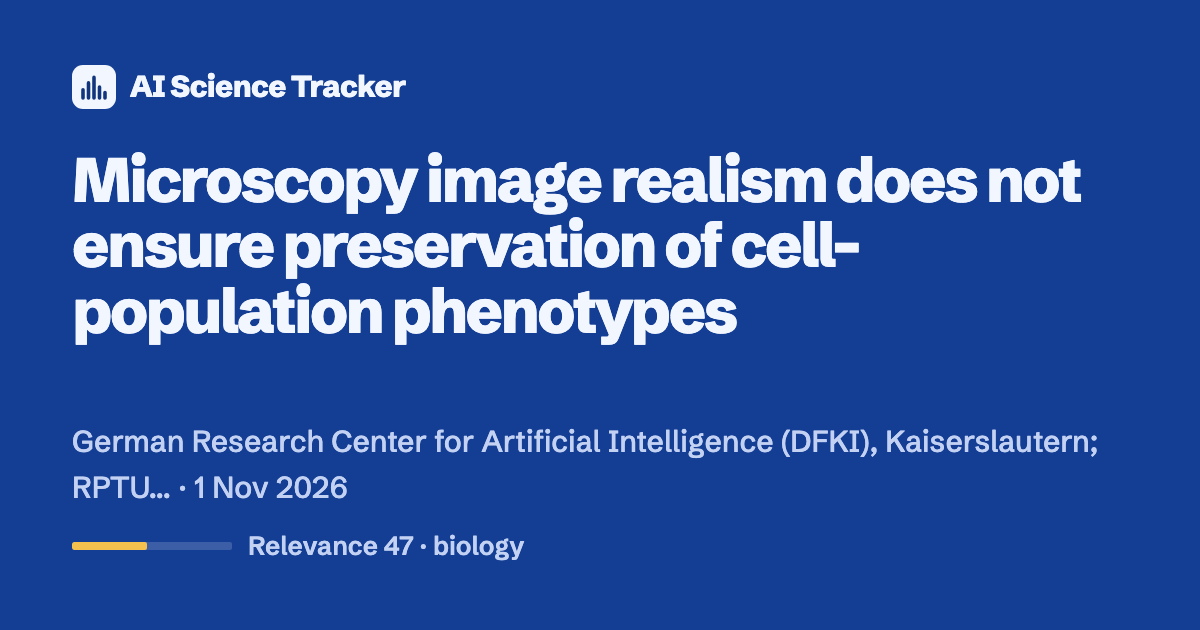 AI Science Tracker
Microscopy image realism does not
ensure preservation of cell-
population phenotypes
German Research Center for Artificial Intelligence (DFKI), Kaiserslautern;
RPTU... · 1 Nov 2026
Relevance 47 · biology